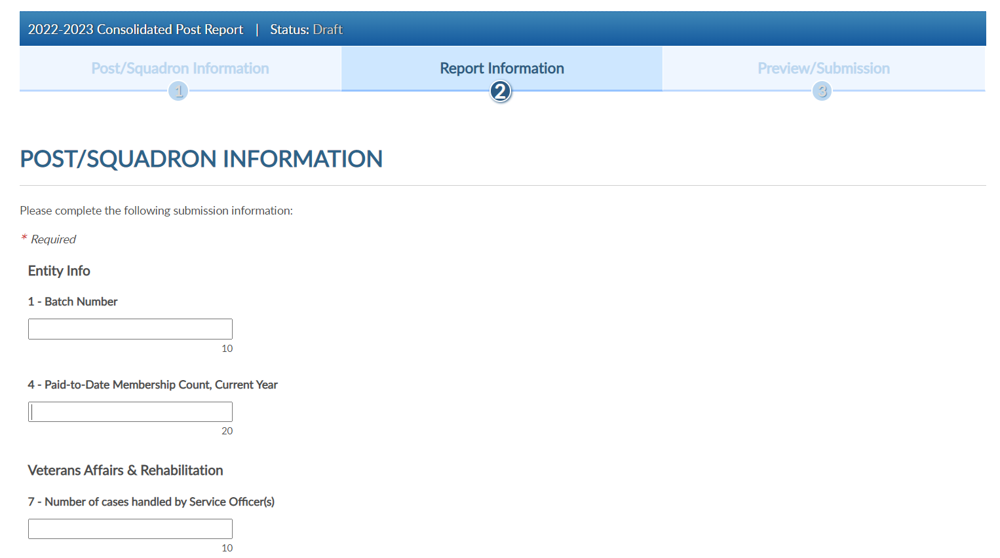 2022-2023 Consolidated Post Report | Status: Draft
Post/Squadron Information
1
Report Information
2
Preview/Submission
3
POST/SQUADRON INFORMATION
Please complete the following submission information:
* Required
Entity Info
1 - Batch Number
10
4 - Paid-to-Date Membership Count, Current Year
20
Veterans Affairs & Rehabilitation
7 - Number of cases handled by Service Officer(s)
10